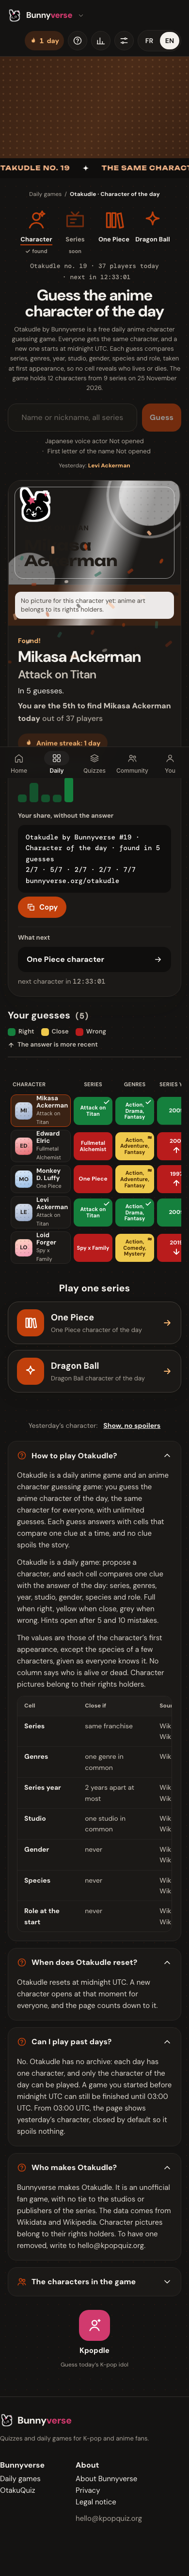 Bunnyverse
1 day
FR
EN
TAKUDLE NO. 19 ✦ THE SAME CHARACT
Daily games / Otakudle · Character of the day
Character
Series
One Piece
Dragon Ball
✓ found
soon
Otakudle no. 19 · 37 players today
· next in 12:33:01
Guess the anime
character of the day
Otakudle by Bunnyverse is a free daily anime character
guessing game. Everyone gets the same character, and a
new one starts at midnight UTC. Each guess compares
series, genres, year, studio, gender, species and role, taken
at first appearance, so no cell reveals who lives or dies. The
game holds 12 characters from 9 series on 25 November
2026.
Name or nickname, all series
Guess
Japanese voice actor Not opened
· First letter of the name Not opened
Yesterday: Levi Ackerman
Ackerman
No picture for this character yet: anime art
belongs to its rights holders.
Found!
Mikasa Ackerman
Attack on Titan
In 5 guesses.
You are the 5th to find Mikasa Ackerman
today out of 37 players
Anime streak: 1 day
Home
Daily
Quizzes
Community
You
Your share, without the answer
Otakudle by Bunnyverse #19 ·
Character of the day · found in 5
guesses
2/7 · 5/7 · 2/7 · 2/7 · 7/7
bunnyverse.org/otakudle
Copy
What next
One Piece character →
next character in 12:33:01
Your guesses (5)
Right
Close
Wrong
↑ The answer is more recent
CHARACTER
SERIES
GENRES
SERIES Y
MI
Mikasa
Ackerman
Attack on
Titan
Attack on
Titan
Action,
Drama,
Fantasy
ED
Edward
Elric
Fullmetal
Alchemist
Fullmetal
Alchemist
Action,
Adventure,
Fantasy
MO
Monkey
D. Luffy
One Piece
One Piece
Action,
Adventure,
Fantasy
LE
Levi
Ackerman
Attack on
Titan
Attack on
Titan
Action,
Drama,
Fantasy
LO
Loid
Forger
Spy x
Family
Spy x Family
Action,
Comedy,
Mystery
Play one series
One Piece
One Piece character of the day
Dragon Ball
Dragon Ball character of the day
Yesterday's character: Show, no spoilers
How to play Otakudle?
Otakudle is a daily anime game and an anime
character guessing game: you guess the
anime character of the day, the same
character for everyone, with unlimited
guesses. Each guess answers with cells that
compare one fact at a time, and no clue
spoils the story.
Otakudle is a daily game: propose a
character, and each cell compares one clue
with the answer of the day: series, genres,
year, studio, gender, species and role. Full
when right, yellow when close, grey when
wrong. Hints open after 5 and 10 mistakes.
The values are those of the character's first
appearance, except the species of a few
characters, given as everyone knows it. No
column says who is alive or dead. Character
pictures belong to their rights holders.
Cell
Close if
Sour
Series
same franchise
Wik
Wik
Genres
one genre in
common
Wik
Series year
2 years apart at
most
Wik
Studio
one studio in
common
Wik
Wik
Gender
never
Wik
Wik
Species
never
Wik
Wik
Role at the
start
never
Wik
Wik
When does Otakudle reset?
Otakudle resets at midnight UTC. A new
character opens at that moment for
everyone, and the page counts down to it.
Can I play past days?
No. Otakudle has no archive: each day has
one character, and only the character of the
day can be played. A game you started before
midnight UTC can still be finished until 03:00
UTC. From 03:00 UTC, the page shows
yesterday's character, closed by default so it
spoils nothing.
Who makes Otakudle?
Bunnyverse makes Otakudle. It is an unofficial
fan game, with no tie to the studios or
publishers of the series. The data comes from
Wikidata and Wikipedia. Character pictures
belong to their rights holders. To have one
removed, write to hello@kpopquiz.org.
The characters in the game
Kpopdle
Guess today's K-pop idol
Bunnyverse
Quizzes and daily games for K-pop and anime fans.
Bunnyverse
Daily games
OtakuQuiz
About
About Bunnyverse
Privacy
Legal notice
hello@kpopquiz.org